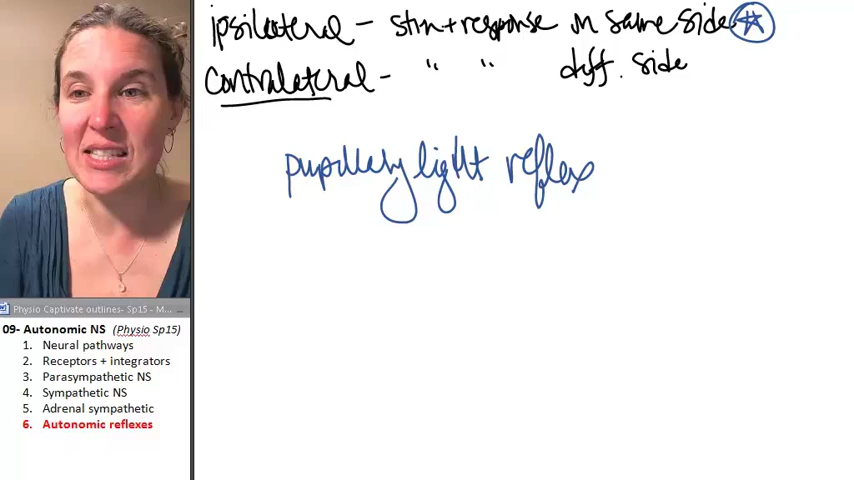 ipsilateral - stim + response on same side ☆
contralateral - " " diff. side
pupillary light reflex
Physio Captivate outlines- Sp15 - M...
09- Autonomic NS (Physio Sp15)
1. Neural pathways
2. Receptors + integrators
3. Parasympathetic NS
4. Sympathetic NS
5. Adrenal sympathetic
6. Autonomic reflexes